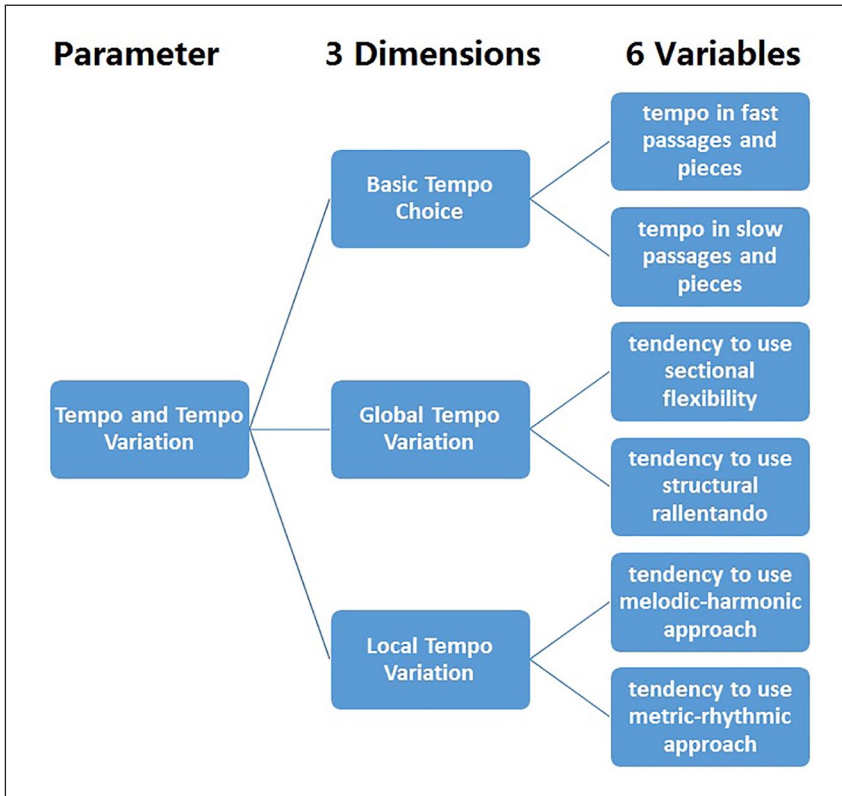 Parameter
3 Dimensions
6 Variables
Tempo and Tempo
Variation
Basic Tempo
Choice
tempo in fast
passages and
pieces
tempo in slow
passages and
pieces
Global Tempo
Variation
tendency to use
sectional
flexibility
tendency to use
structural
rallentando
Local Tempo
Variation
tendency to use
melodic-harmonic
approach
tendency to use
metric-rhythmic
approach